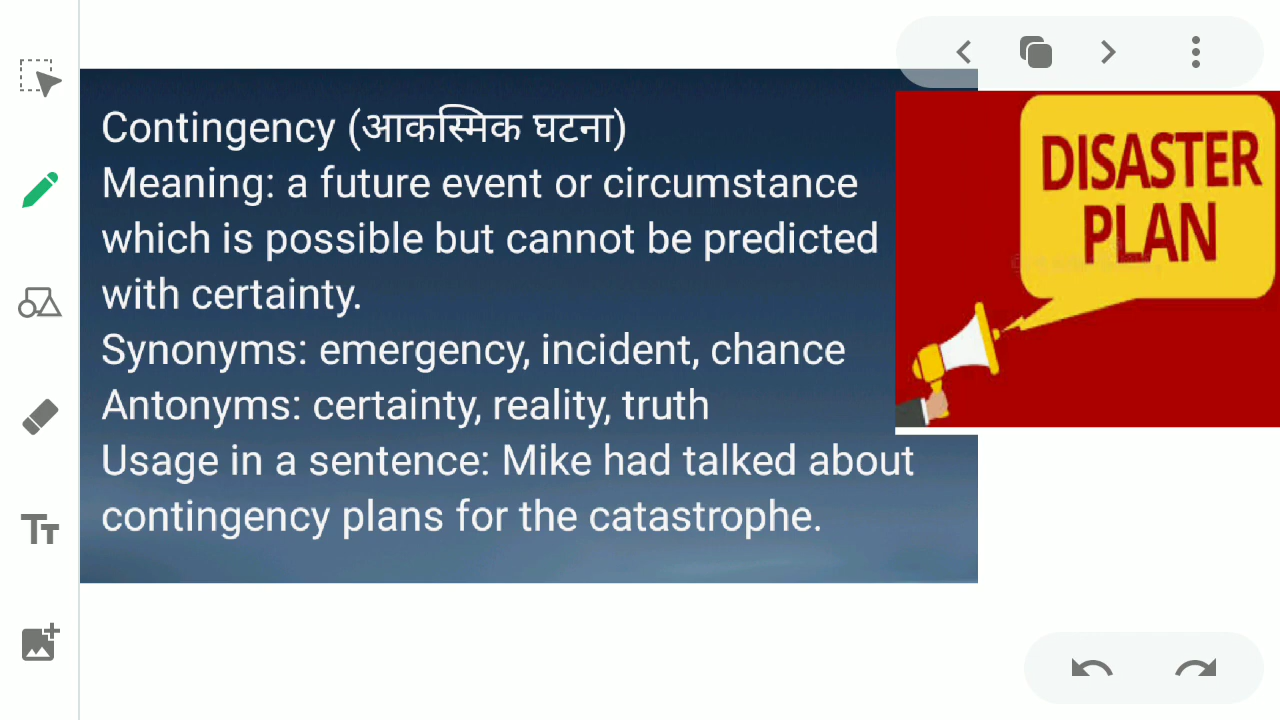 Contingency (आकस्मिक घटना)
Meaning: a future event or circumstance
which is possible but cannot be predicted
with certainty.
Synonyms: emergency, incident, chance
Antonyms: certainty, reality, truth
Usage in a sentence: Mike had talked about
contingency plans for the catastrophe.
DISASTER
PLAN
TT